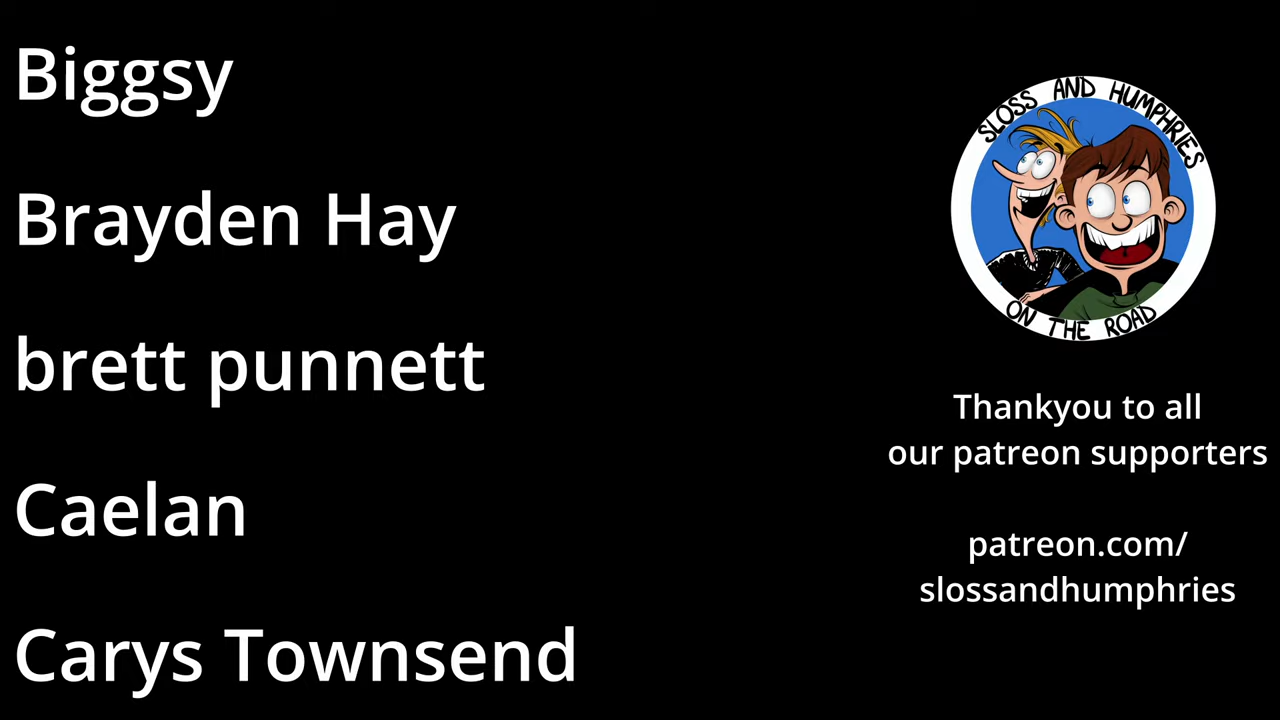 Biggsy
Brayden Hay
brett punnett
Caelan
Carys Townsend
SLOSS AND HUMPHRIES
ON THE ROAD
Thankyou to all
our patreon supporters
patreon.com/
slossandhumphries